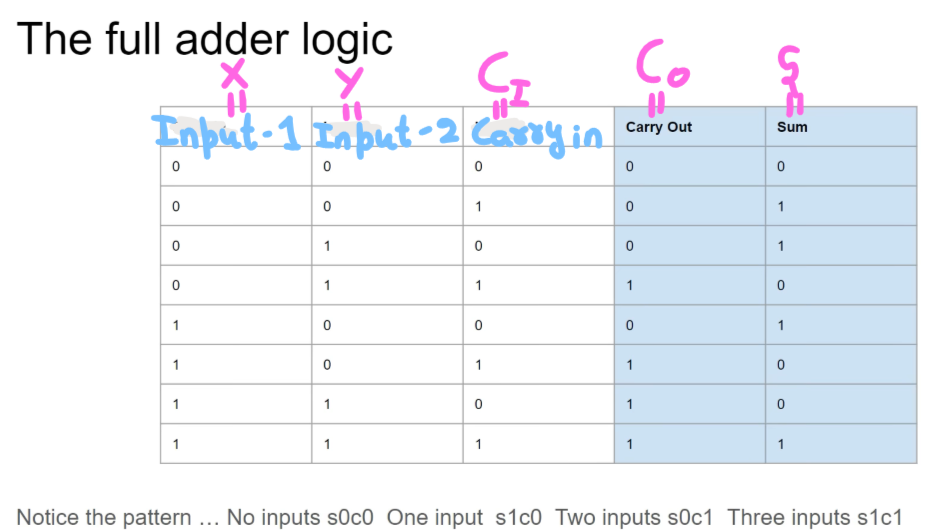 The full adder logic
X Y C_I C_O S
Input-1 Input-2 Carry in Carry Out Sum
0 0 0 0 0
0 0 1 0 1
0 1 0 0 1
0 1 1 1 0
1 0 0 0 1
1 0 1 1 0
1 1 0 1 0
1 1 1 1 1
Notice the pattern … No inputs s0c0 One input s1c0 Two inputs s0c1 Three inputs s1c1